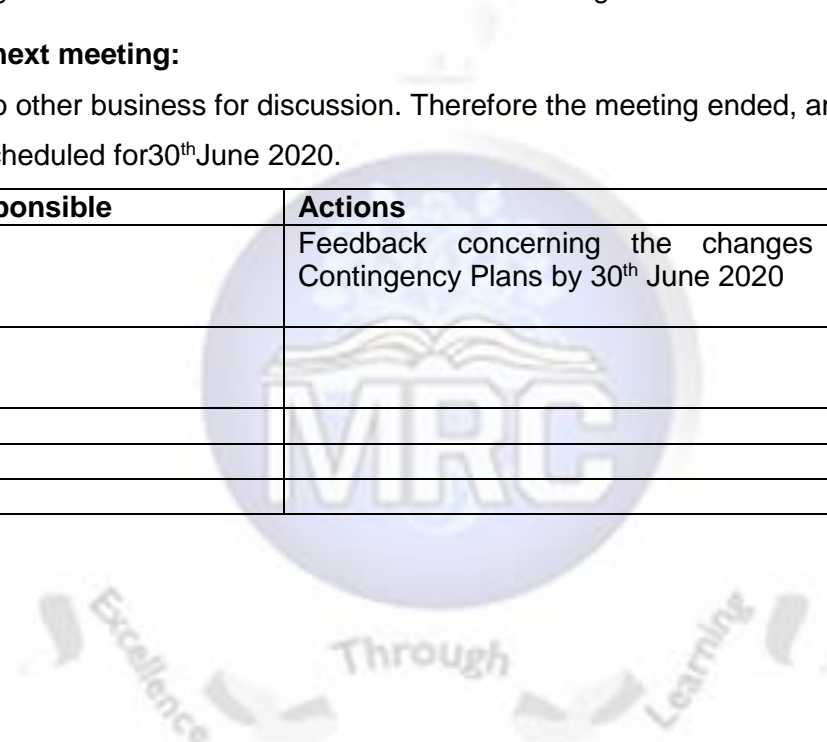 next meeting:
o other business for discussion. Therefore the meeting ended, a
cheduled for30thJune 2020.
ponsible Actions
Feedback concerning the changes
Contingency Plans by 30th June 2020
MRC
Excellence Through Learning